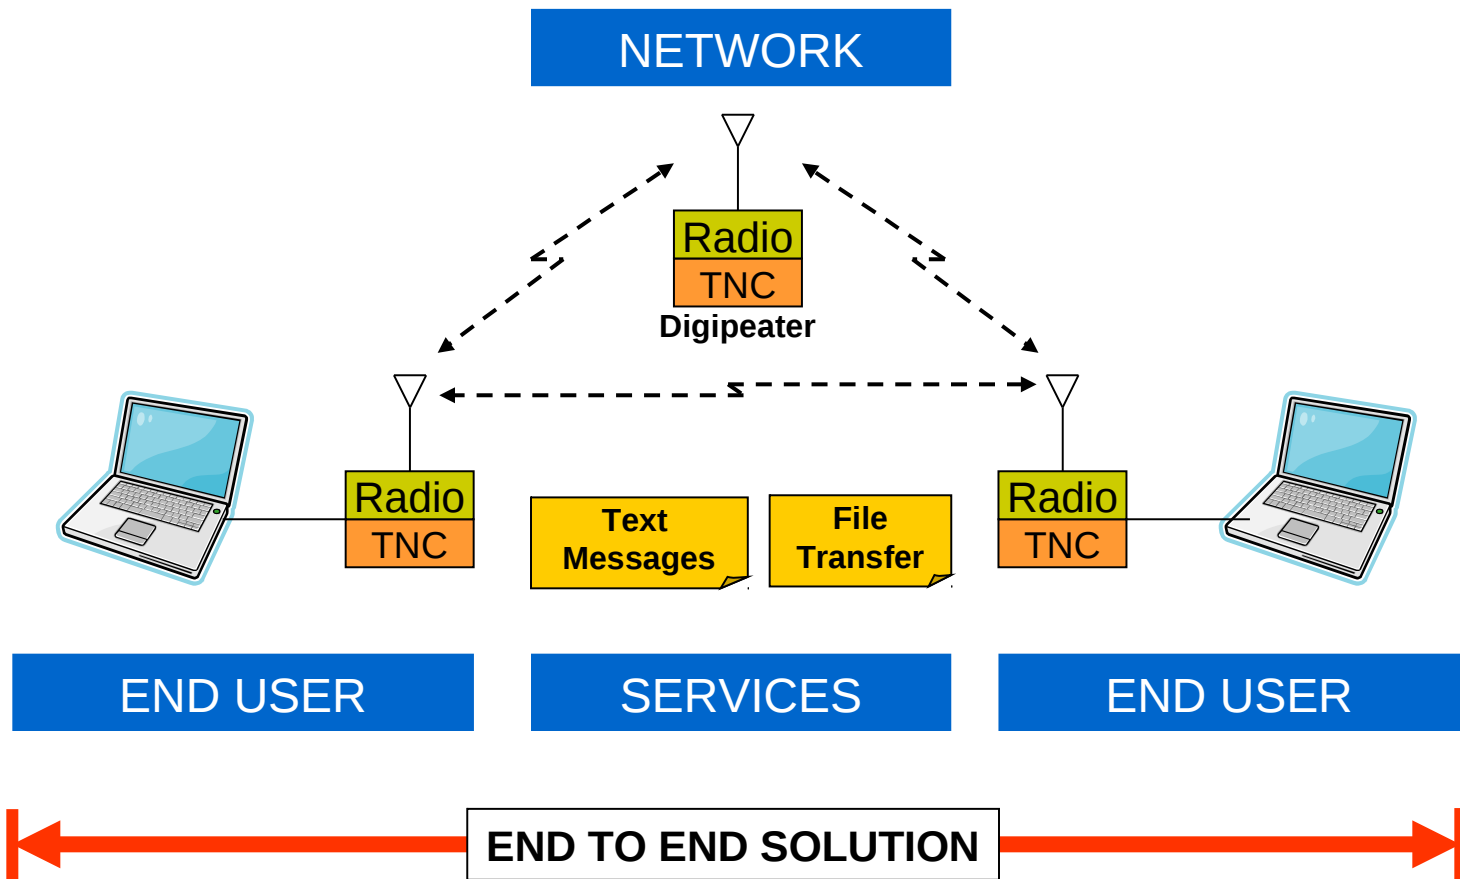 NETWORK
Radio
TNC
Digipeater
Radio
TNC
Text
Messages
File
Transfer
Radio
TNC
END USER
SERVICES
END USER
END TO END SOLUTION